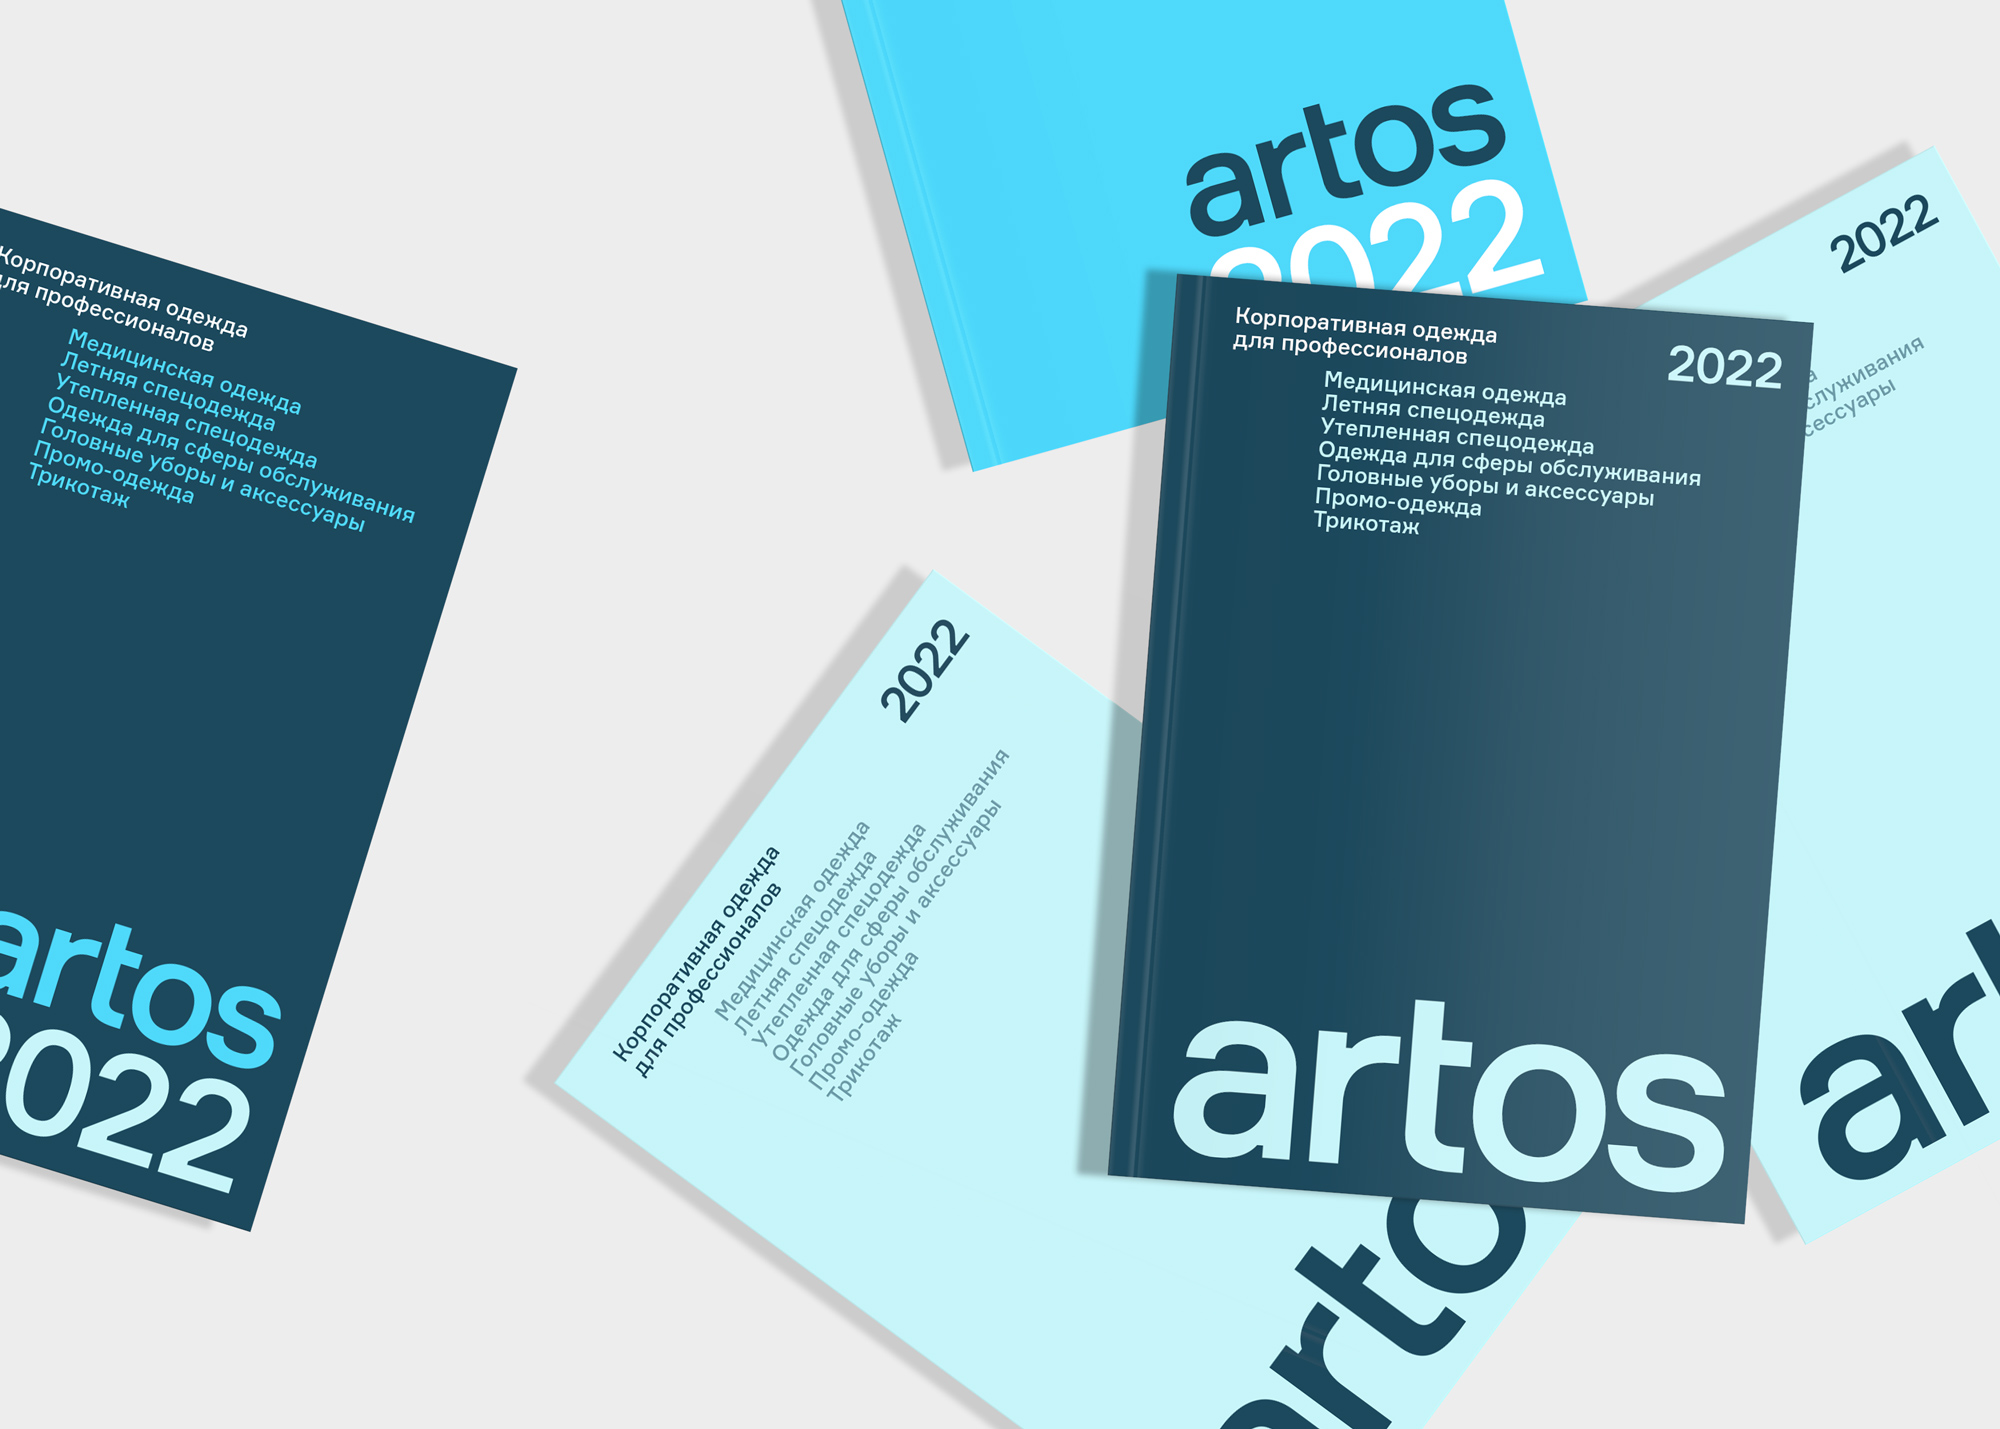 Корпоративная одежда
для профессионалов
Медицинская одежда
Летняя спецодежда
Утепленная спецодежда
Одежда для сферы обслуживания
Головные уборы и аксессуары
Промо-одежда
Трикотаж
artos
2022
artos
2022
Корпоративная одежда
для профессионалов
2022
Медицинская одежда
Летняя спецодежда
Утепленная спецодежда
Одежда для сферы обслуживания
Головные уборы и аксессуары
Промо-одежда
Трикотаж
artos
2022
Корпоративная одежда
для профессионалов
Медицинская одежда
Летняя спецодежда
Утепленная спецодежда
Одежда для сферы обслуживания
Головные уборы и аксессуары
Промо-одежда
Трикотаж
arto
2022